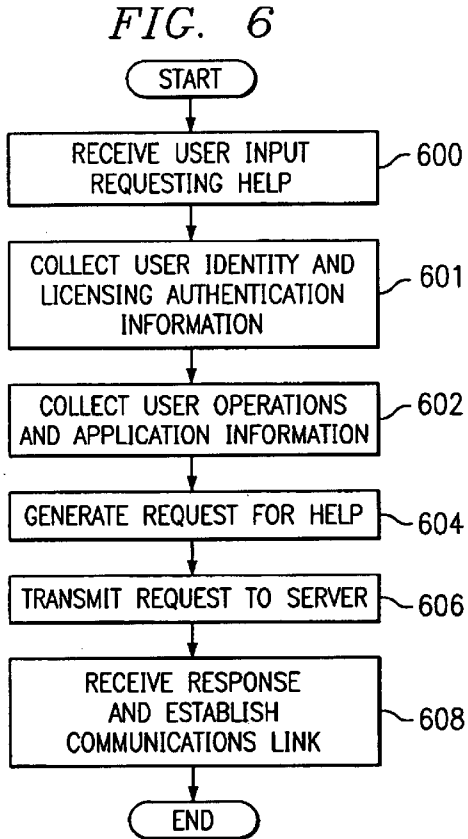 FIG. 6
START
RECEIVE USER INPUT
REQUESTING HELP
600
COLLECT USER IDENTITY AND
LICENSING AUTHENTICATION
INFORMATION
601
COLLECT USER OPERATIONS
AND APPLICATION INFORMATION
602
GENERATE REQUEST FOR HELP
604
TRANSMIT REQUEST TO SERVER
606
RECEIVE RESPONSE
AND ESTABLISH
COMMUNICATIONS LINK
608
END